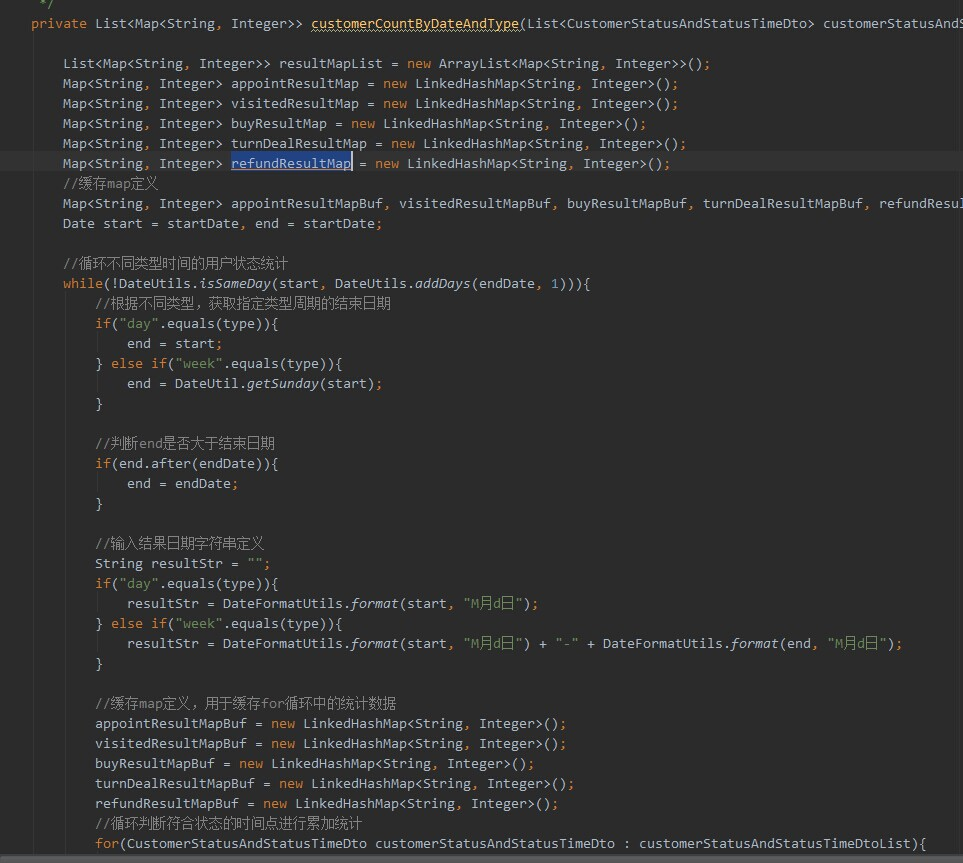 */
private List<Map<String, Integer>> customerCountByDateAndType(List<CustomerStatusAndStatusTimeDto> customerStatusAndS
List<Map<String, Integer>> resultMapList = new ArrayList<Map<String, Integer>>();
Map<String, Integer> appointResultMap = new LinkedHashMap<String, Integer>();
Map<String, Integer> visitedResultMap = new LinkedHashMap<String, Integer>();
Map<String, Integer> buyResultMap = new LinkedHashMap<String, Integer>();
Map<String, Integer> turnDealResultMap = new LinkedHashMap<String, Integer>();
Map<String, Integer> refundResultMap = new LinkedHashMap<String, Integer>();
//缓存map定义
Map<String, Integer> appointResultMapBuf, visitedResultMapBuf, buyResultMapBuf, turnDealResultMapBuf, refundResul
Date start = startDate, end = startDate;
//循环不同类型时间的用户状态统计
while(!DateUtils.isSameDay(start, DateUtils.addDays(endDate, 1))){
//根据不同类型，获取指定类型周期的结束日期
if("day".equals(type)){
end = start;
} else if("week".equals(type)){
end = DateUtil.getSunday(start);
}
//判断end是否大于结束日期
if(end.after(endDate)){
end = endDate;
}
//输入结果日期字符串定义
String resultStr = "";
if("day".equals(type)){
resultStr = DateFormatUtils.format(start, "M月d日");
} else if("week".equals(type)){
resultStr = DateFormatUtils.format(start, "M月d日") + "-" + DateFormatUtils.format(end, "M月d日");
}
//缓存map定义，用于缓存for循环中的统计数据
appointResultMapBuf = new LinkedHashMap<String, Integer>();
visitedResultMapBuf = new LinkedHashMap<String, Integer>();
buyResultMapBuf = new LinkedHashMap<String, Integer>();
turnDealResultMapBuf = new LinkedHashMap<String, Integer>();
refundResultMapBuf = new LinkedHashMap<String, Integer>();
//循环判断符合状态的时间点进行累加统计
for(CustomerStatusAndStatusTimeDto customerStatusAndStatusTimeDto : customerStatusAndStatusTimeDtoList){